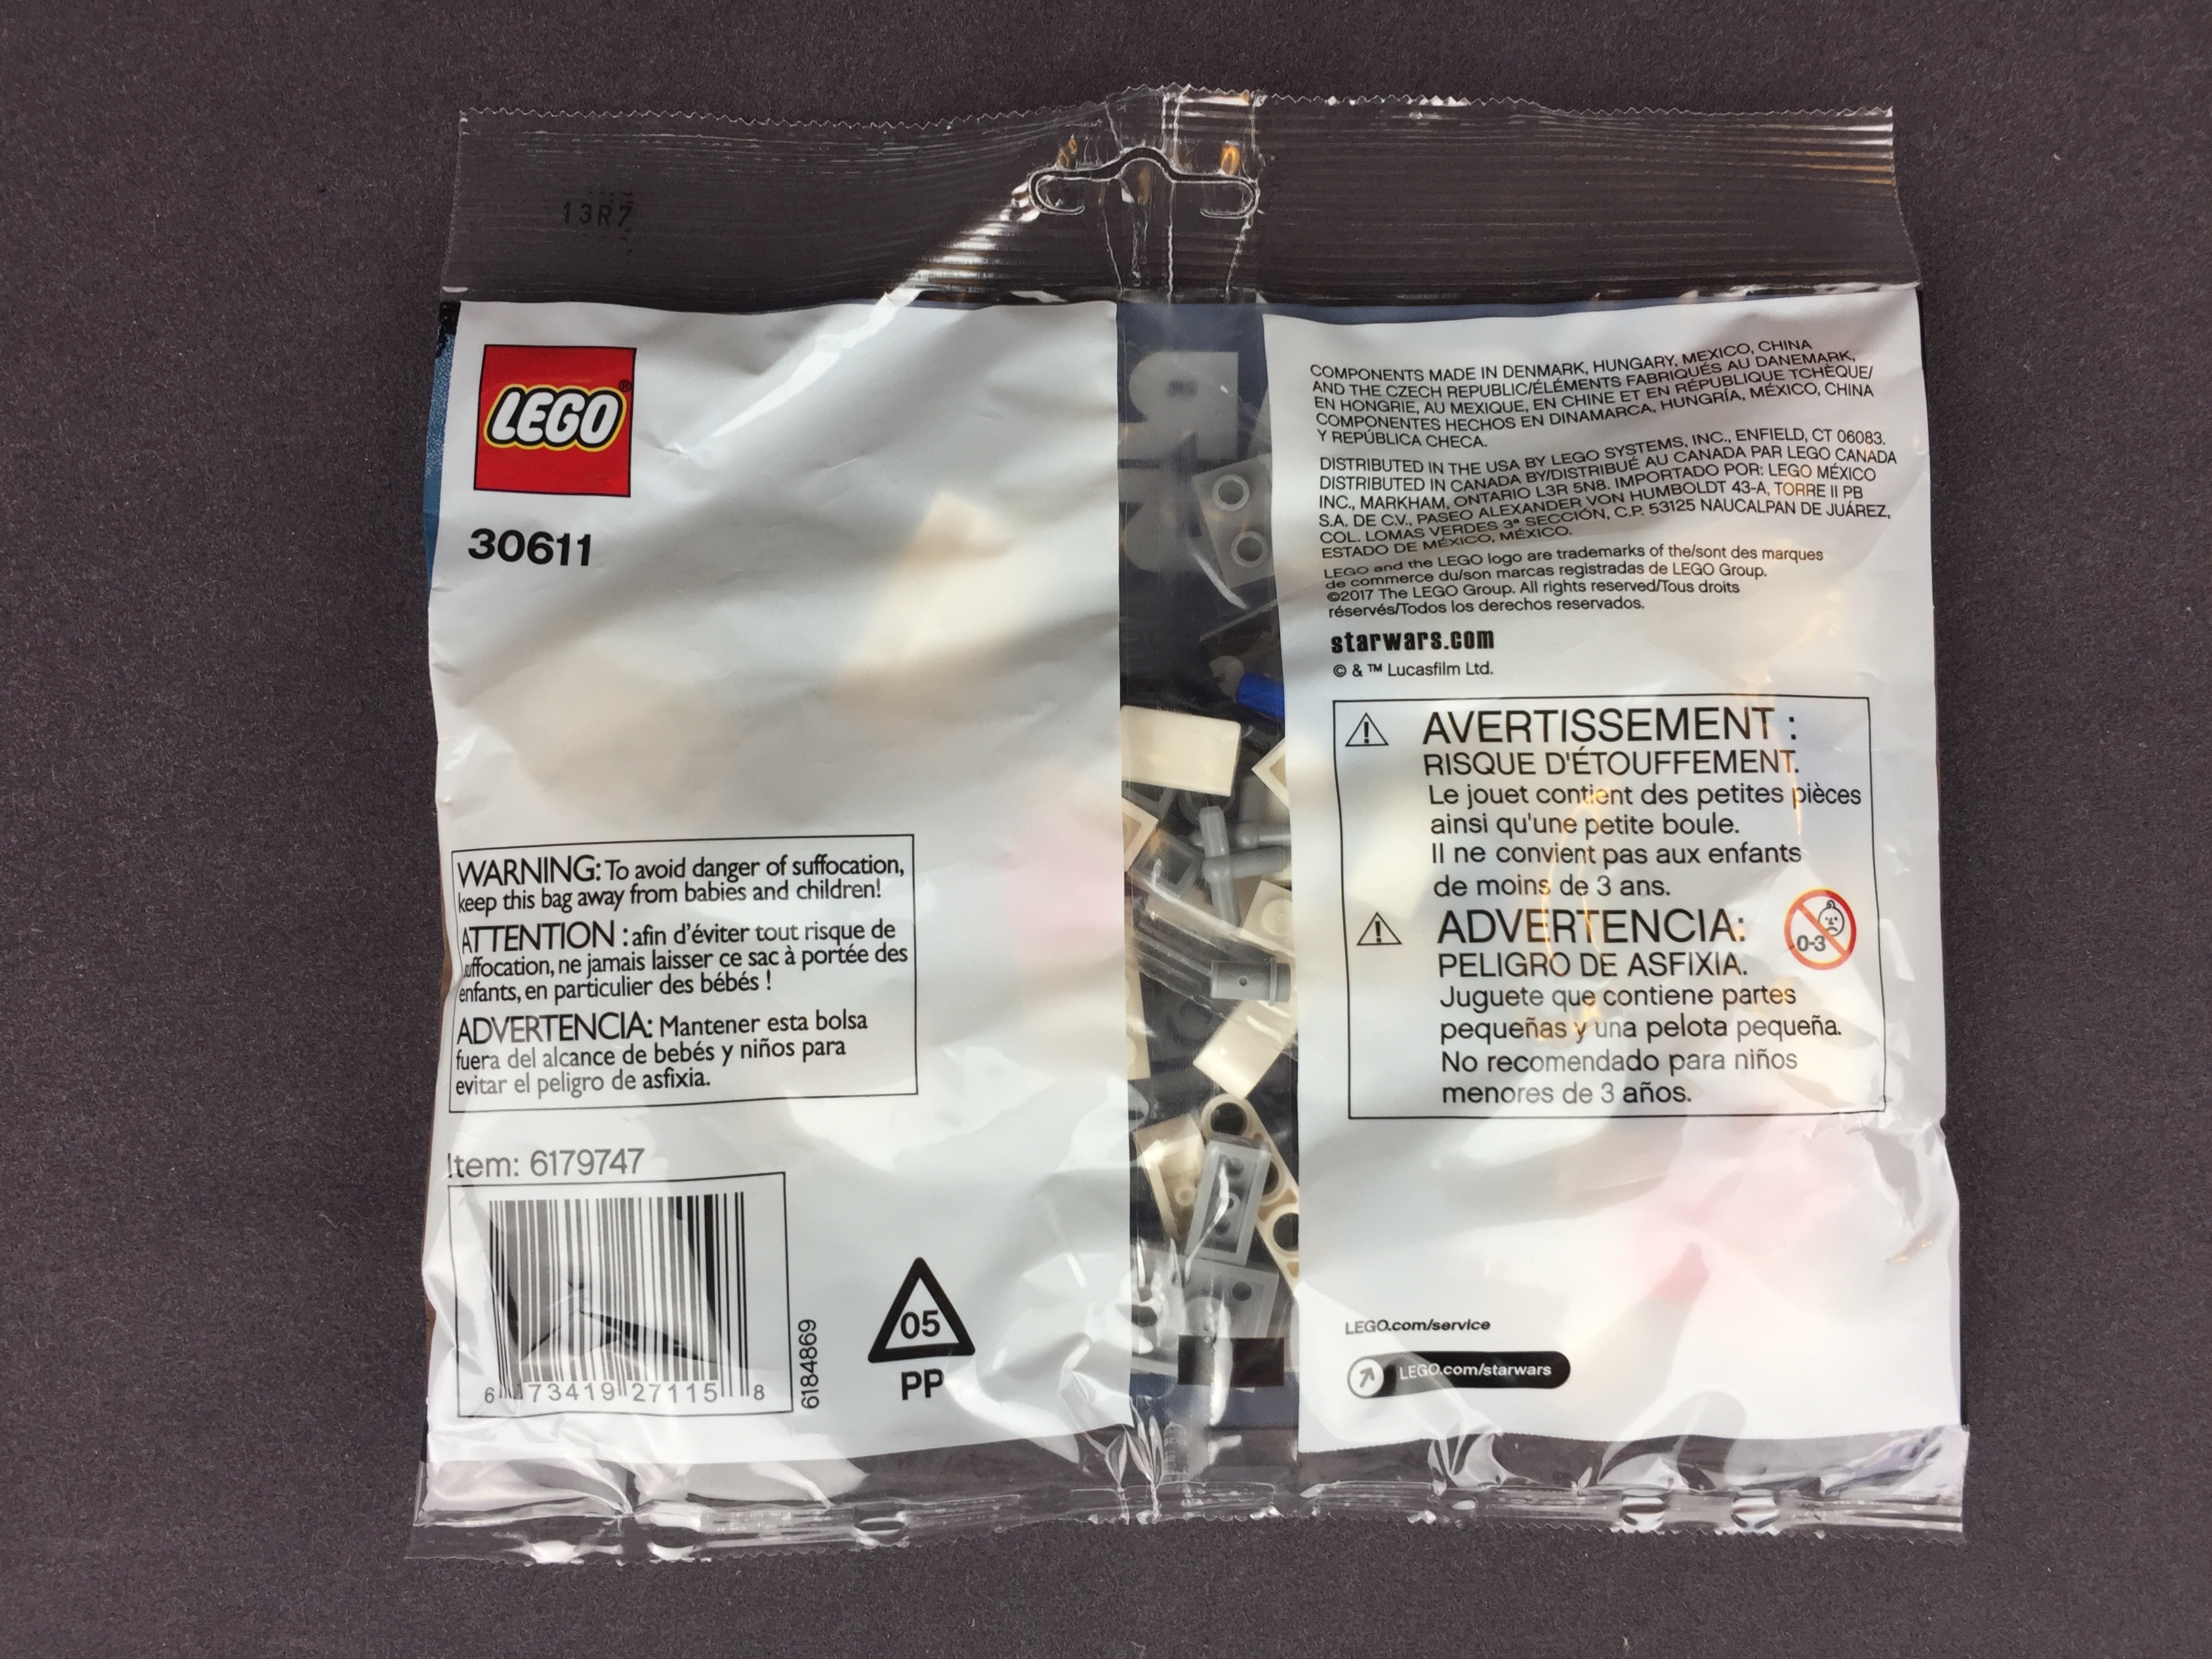 13R7
LEGO®
30611
WARNING: To avoid danger of suffocation,
keep this bag away from babies and children!
ATTENTION : afin d'éviter tout risque de
suffocation, ne jamais laisser ce sac à portée des
enfants, en particulier des bébés !
ADVERTENCIA: Mantener esta bolsa
fuera del alcance de bebés y niños para
evitar el peligro de asfixia.
Item: 6179747
6 73419 27115 8
6184869
05
PP
COMPONENTS MADE IN DENMARK, HUNGARY, MEXICO, CHINA
AND THE CZECH REPUBLIC/ÉLÉMENTS FABRIQUÉS AU DANEMARK,
EN HONGRIE, AU MEXIQUE, EN CHINE ET EN RÉPUBLIQUE TCHÈQUE/
COMPONENTES HECHOS EN DINAMARCA, HUNGRÍA, MÉXICO, CHINA
Y REPÚBLICA CHECA.
DISTRIBUTED IN THE USA BY LEGO SYSTEMS, INC., ENFIELD, CT 06083.
DISTRIBUTED IN CANADA BY/DISTRIBUÉ AU CANADA PAR LEGO CANADA
INC., MARKHAM, ONTARIO L3R 5N8. IMPORTADO POR: LEGO MÉXICO
S.A. DE C.V., PASEO ALEXANDER VON HUMBOLDT 43-A, TORRE II PB
COL. LOMAS VERDES 3ª SECCIÓN, C.P. 53125 NAUCALPAN DE JUÁREZ,
ESTADO DE MÉXICO, MÉXICO.
LEGO and the LEGO logo are trademarks of the/sont des marques
de commerce du/son marcas registradas de LEGO Group.
©2017 The LEGO Group. All rights reserved/Tous droits
réservés/Todos los derechos reservados.
starwars.com
© & ™ Lucasfilm Ltd.
AVERTISSEMENT :
RISQUE D'ÉTOUFFEMENT.
Le jouet contient des petites pièces
ainsi qu'une petite boule.
Il ne convient pas aux enfants
de moins de 3 ans.
ADVERTENCIA:
PELIGRO DE ASFIXIA.
Juguete que contiene partes
pequeñas y una pelota pequeña.
No recomendado para niños
menores de 3 años.
0-3
LEGO.com/service
LEGO.com/starwars